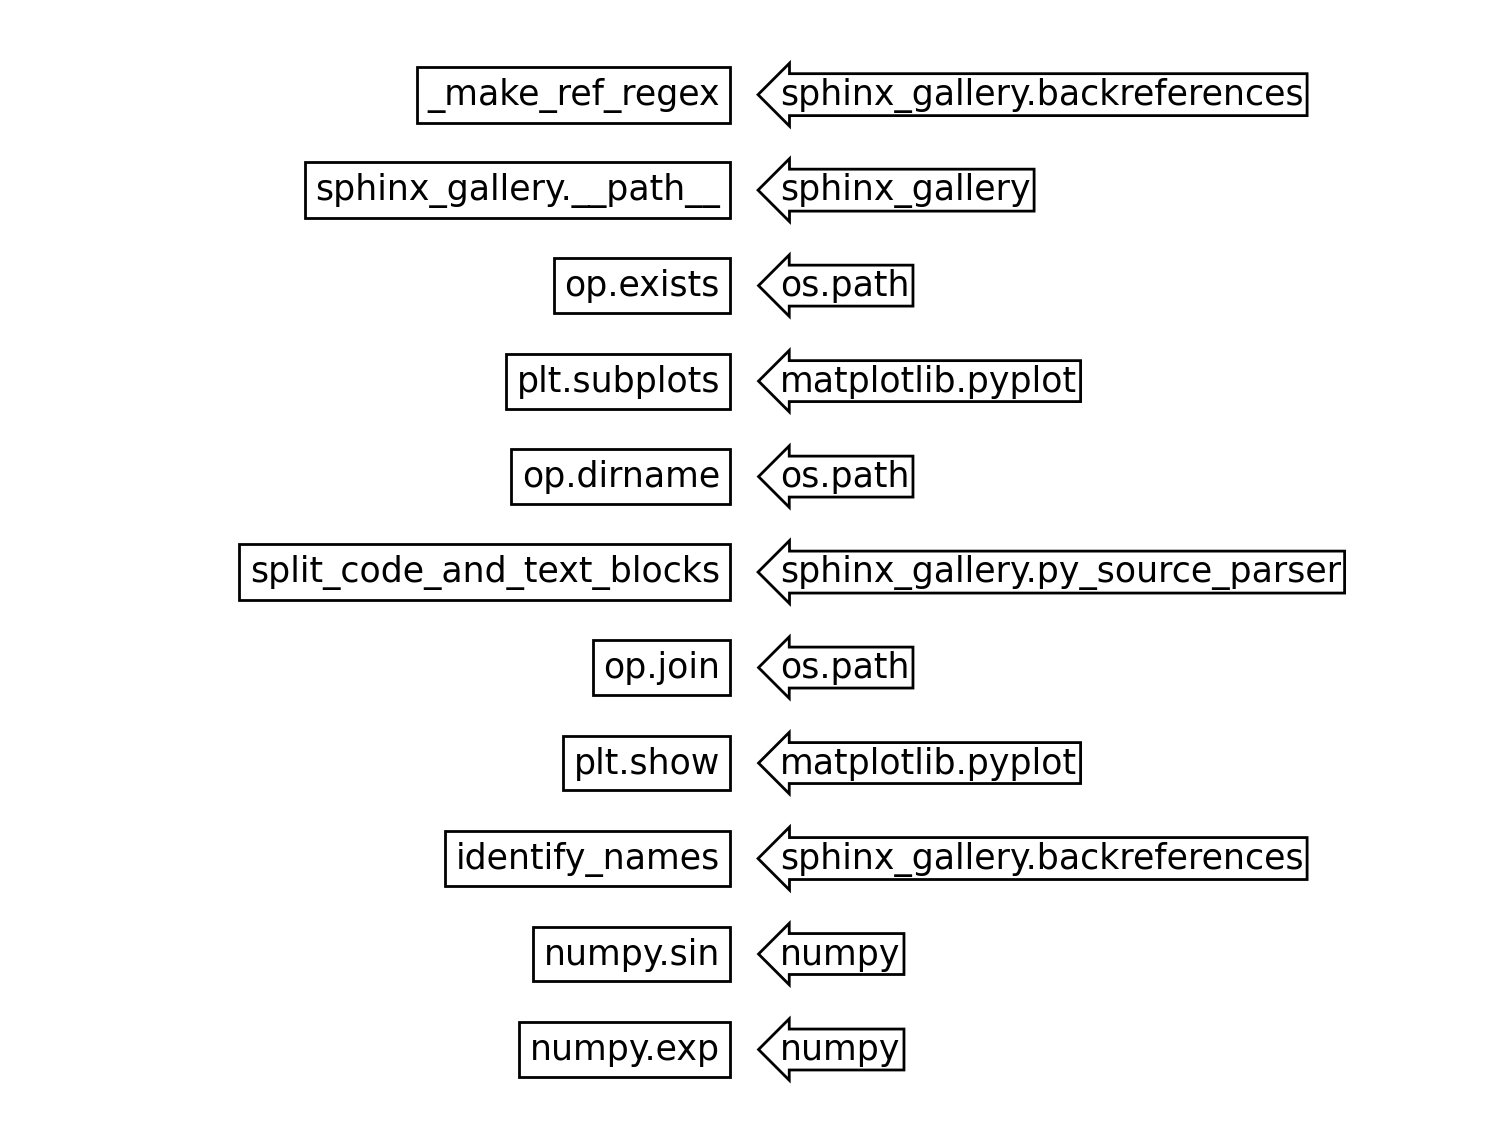 _make_ref_regex sphinx_gallery.backreferences
sphinx_gallery.__path__ sphinx_gallery
op.exists os.path
plt.subplots matplotlib.pyplot
op.dirname os.path
split_code_and_text_blocks sphinx_gallery.py_source_parser
op.join os.path
plt.show matplotlib.pyplot
identify_names sphinx_gallery.backreferences
numpy.sin numpy
numpy.exp numpy